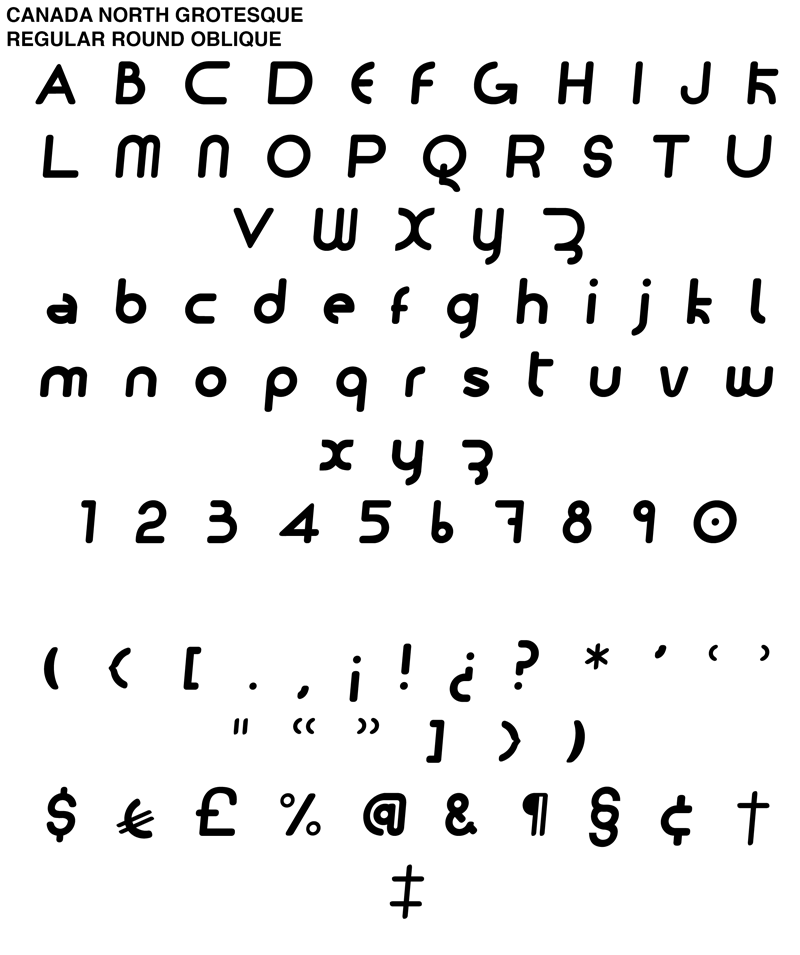 CANADA NORTH GROTESQUE
REGULAR ROUND OBLIQUE
A B C D E F G H I J K
L M N O P Q R S T U
V W X Y Z
a b c d e f g h i j k l
m n o p q r s t u v w
x y z
1 2 3 4 5 6 7 8 9 0
( { [ . , ¡ ! ¿ ? * ’ ‘ ’
" “ ” ] } )
$ € £ % @ & ¶ § ¢ †
‡